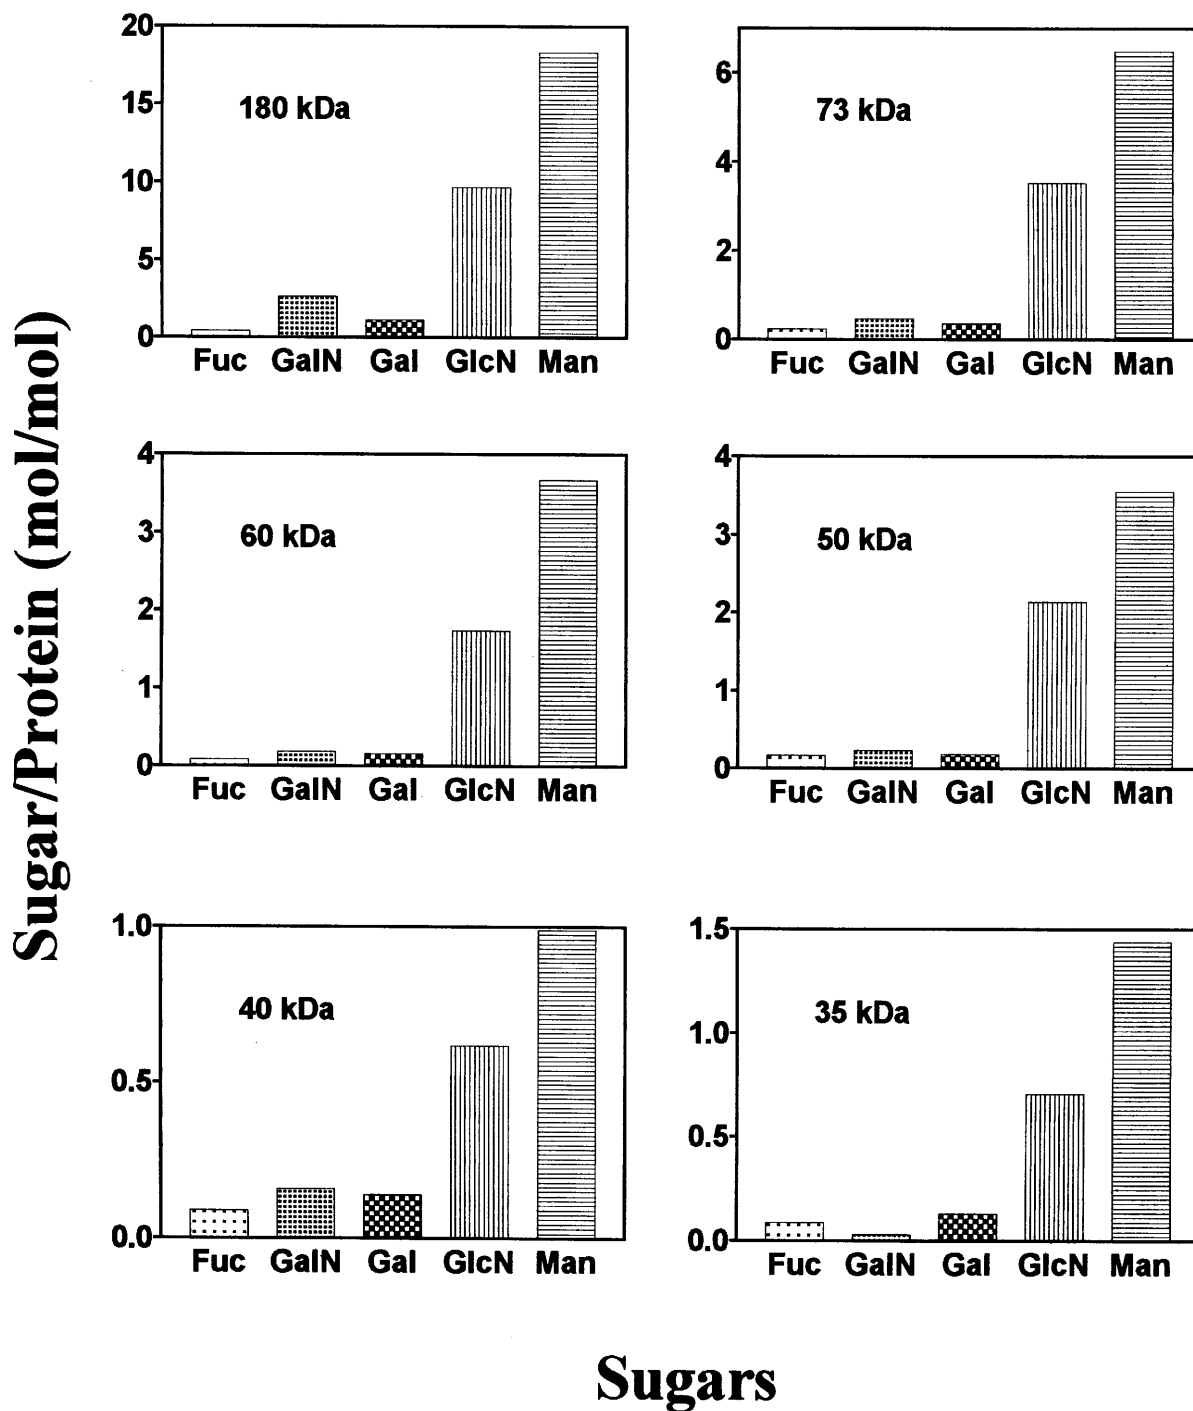 Sugar/Protein (mol/mol)
20
15
10
5
0
180 kDa
Fuc GalN Gal GlcN Man
6
4
2
0
73 kDa
Fuc GalN Gal GlcN Man
4
3
2
1
0
60 kDa
Fuc GalN Gal GlcN Man
4
3
2
1
0
50 kDa
Fuc GalN Gal GlcN Man
1.0
0.5
0.0
40 kDa
Fuc GalN Gal GlcN Man
1.5
1.0
0.5
0.0
35 kDa
Fuc GalN Gal GlcN Man
Sugars